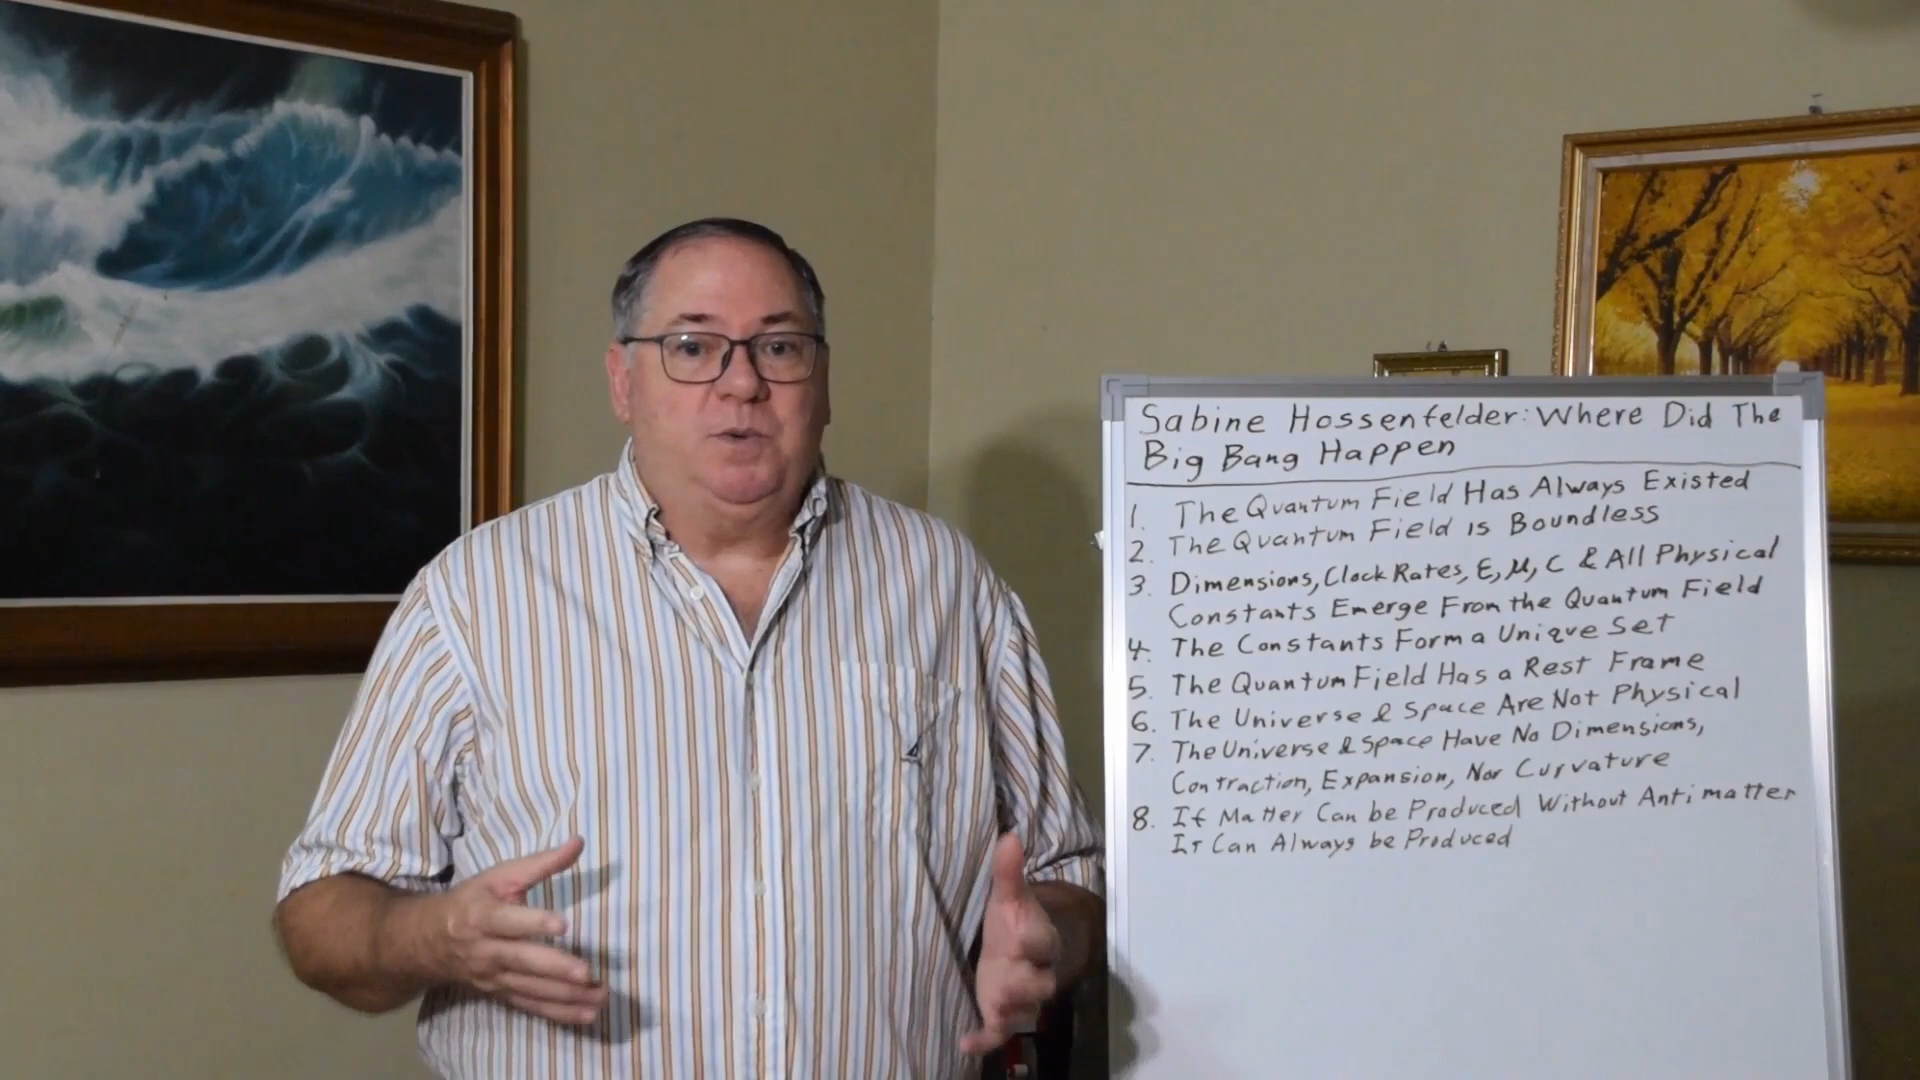 Sabine Hossenfelder: Where Did The
Big Bang Happen
1. The Quantum Field Has Always Existed
2. The Quantum Field is Boundless
3. Dimensions, Clock Rates, ε, μ, C & All Physical
Constants Emerge From the Quantum Field
4. The Constants Form a Unique Set
5. The Quantum Field Has a Rest Frame
6. The Universe & Space Are Not Physical
7. The Universe & Space Have No Dimensions,
Contraction, Expansion, Nor Curvature
8. If Matter Can be Produced Without Antimatter
It Can Always be Produced